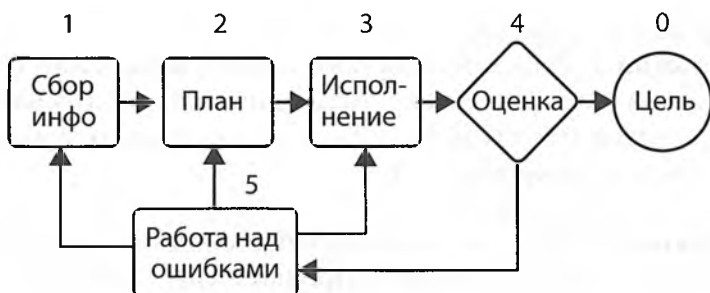 1 2 3 4 0
Сбор
инфо
План
Испол-
нение
Оценка
Цель
5
Работа над
ошибками